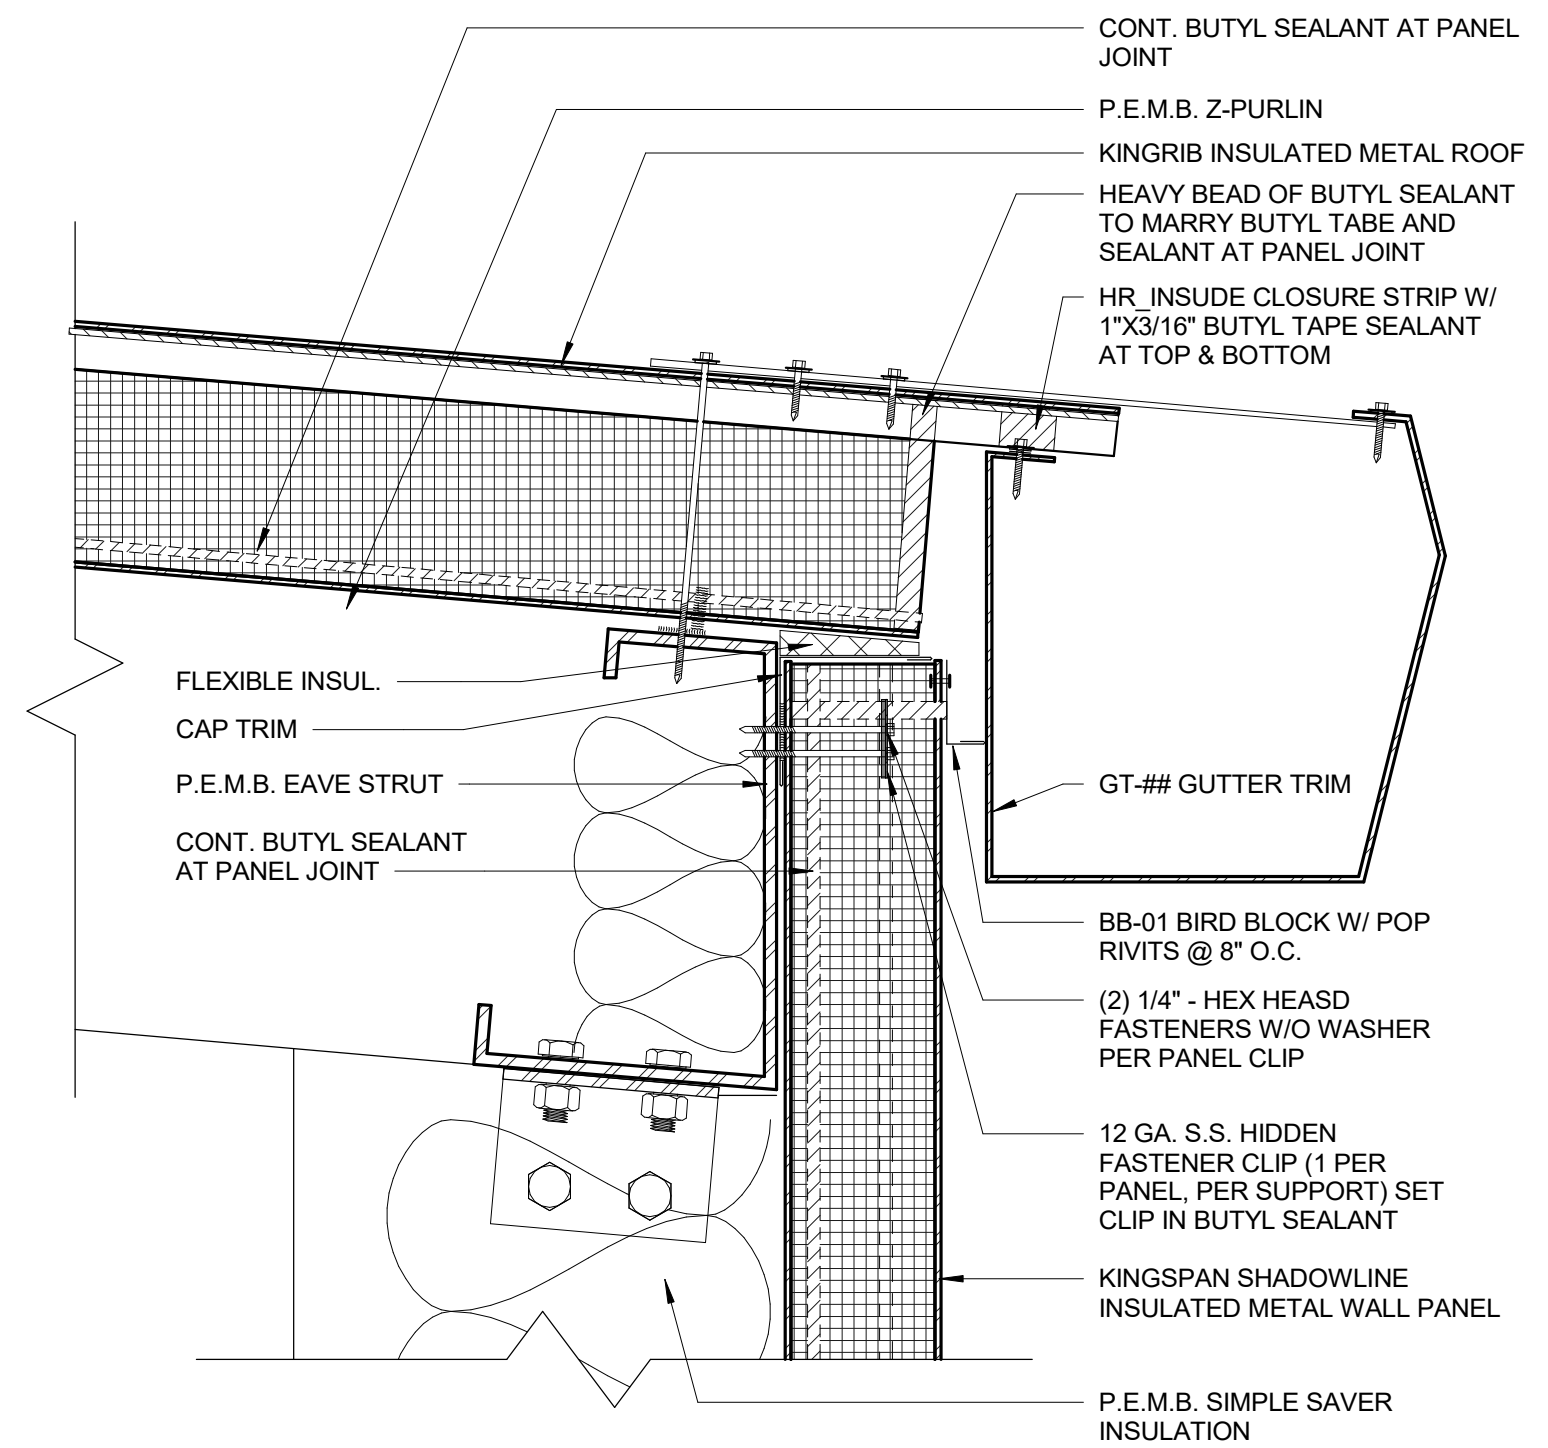 CONT. BUTYL SEALANT AT PANEL
JOINT
P.E.M.B. Z-PURLIN
KINGRIB INSULATED METAL ROOF
HEAVY BEAD OF BUTYL SEALANT
TO MARRY BUTYL TABE AND
SEALANT AT PANEL JOINT
HR_INSUDE CLOSURE STRIP W/
1"X3/16" BUTYL TAPE SEALANT
AT TOP & BOTTOM
FLEXIBLE INSUL.
CAP TRIM
P.E.M.B. EAVE STRUT
CONT. BUTYL SEALANT
AT PANEL JOINT
GT-## GUTTER TRIM
BB-01 BIRD BLOCK W/ POP
RIVITS @ 8" O.C.
(2) 1/4" - HEX HEASD
FASTENERS W/O WASHER
PER PANEL CLIP
12 GA. S.S. HIDDEN
FASTENER CLIP (1 PER
PANEL, PER SUPPORT) SET
CLIP IN BUTYL SEALANT
KINGSPAN SHADOWLINE
INSULATED METAL WALL PANEL
P.E.M.B. SIMPLE SAVER
INSULATION